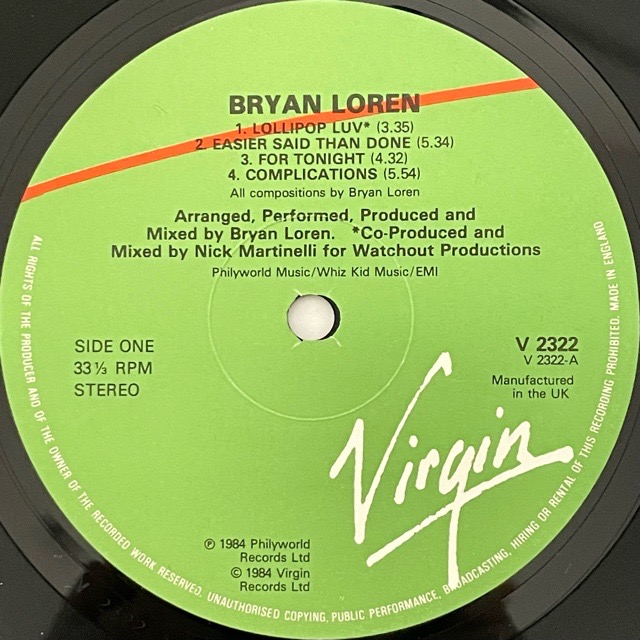 BRYAN LOREN
1. LOLLIPOP LUV* (3.35)
2. EASIER SAID THAN DONE (5.34)
3. FOR TONIGHT (4.32)
4. COMPLICATIONS (5.54)
All compositions by Bryan Loren
Arranged, Performed, Produced and
Mixed by Bryan Loren. *Co-Produced and
Mixed by Nick Martinelli for Watchout Productions
Philyworld Music/Whiz Kid Music/EMI
SIDE ONE
33⅓ RPM
STEREO
V 2322
V 2322-A
Manufactured
in the UK
Virgin
℗ 1984 Philyworld
Records Ltd
© 1984 Virgin
Records Ltd
ALL RIGHTS OF THE PRODUCER AND OF THE OWNER OF THE RECORDED WORK RESERVED. UNAUTHORISED COPYING, PUBLIC PERFORMANCE, BROADCASTING, HIRING OR RENTAL OF THIS RECORDING PROHIBITED. MADE IN ENGLAND